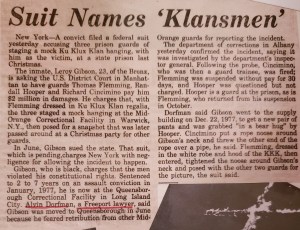 Suit Names 'Klansmen'
New York—A convict filed a federal suit
yesterday accusing three prison guards of
staging a mock Ku Klux Klan hanging, with
him as the victim, at a state prison last
Christmas.
The inmate, Leroy Gibson, 23, of the Bronx,
is asking the U.S. District Court in Manhat-
tan to have guards Thomas Flemming, Ran-
dall Hooper and Richard Cincimino pay him
$2 million in damages. He charges that, with
Flemming dressed in Ku Klux Klan regalia,
the three staged a mock hanging at the Mid-
Orange Correctional Facility in Warwick,
N.Y., then posed for a snapshot that was later
passed around at a Christmas party for other
guards.
In June, Gibson sued the state. That suit,
which is pending, charges New York with neg-
ligence for allowing the incident to happen.
Gibson, who is black, charges that the men
violated his constitutional rights. Sentenced
to 2 to 7 years on an assault conviction in
January, 1977, he is now at the Queensbor-
ough Correctional Facility in Long Island
City. Alvin Dorfman, a Freeport lawyer, said
Gibson was moved to Queensborough in June
because he feared retribution from other Mid-
Orange guards for reporting the incident.
The department of corrections in Albany
yesterday confirmed the incident, saying it
was investigated by the department's inspec-
tor general. Following the probe, Cincimino,
who was then a guard trainee, was fired;
Flemming was suspended without pay for 30
days, and Hooper was questioned but not
charged. Hooper is still a guard at the prison, as is
Flemming, who returned from his suspension
in October.
Dorfman said Gibson went to the supply
building on Dec. 22, 1977, to get a new pair of
pants and was grabbed "in a bear hug" by
Hooper. Cincimino put a rope noose around
Gibson's neck and threw the other end of the
rope over a pipe, he said. Flemming, dressed
in the white robe and hood of the KKK, then
entered, tightened the noose around Gibson's
neck and posed with the other two guards for
the picture, the suit said.